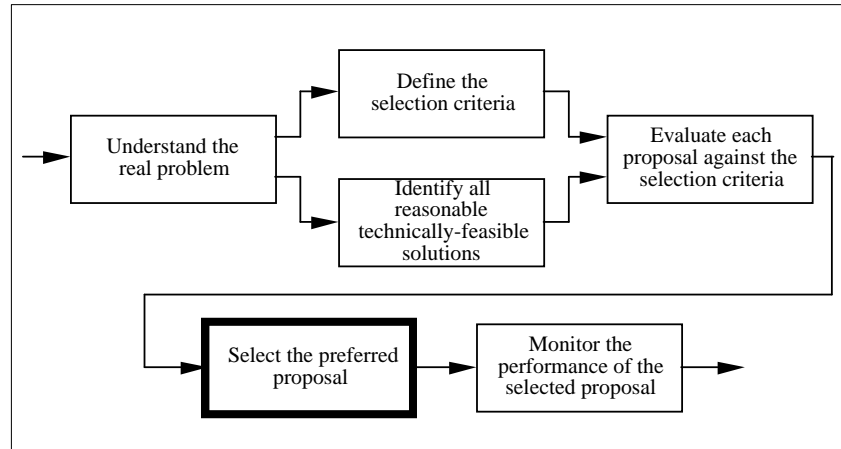 Understand the
real problem
Define the
selection criteria
Identify all
reasonable
technically-feasible
solutions
Evaluate each
proposal against the
selection criteria
Select the preferred
proposal
Monitor the
performance of the
selected proposal